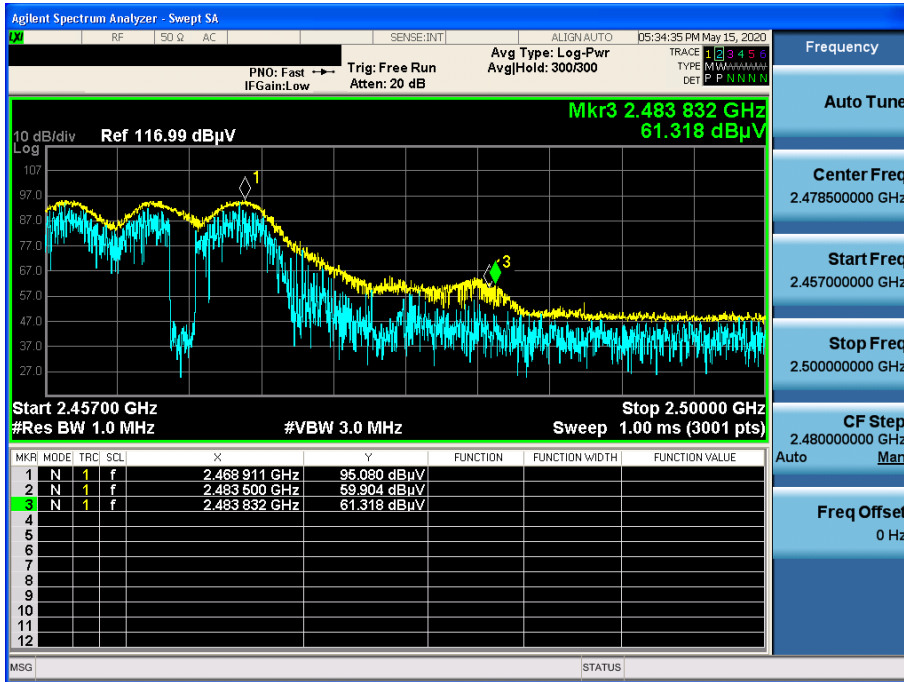 Agilent Spectrum Analyzer - Swept SA
LXI RF 50 Ω AC SENSE:INT ALIGN AUTO 05:34:35 PM May 15, 2020
PNO: Fast
IFGain:Low
Trig: Free Run
Atten: 20 dB
Avg Type: Log-Pwr
Avg|Hold: 300/300
TRACE 1 2 3 4 5 6
TYPE M W W W W W
DET P P N N N N
Frequency
Mkr3 2.483 832 GHz
61.318 dBµV
10 dB/div Ref 116.99 dBµV
Log
107
97.0
87.0
77.0
67.0
57.0
47.0
37.0
27.0
1
3
Start 2.45700 GHz Stop 2.50000 GHz
#Res BW 1.0 MHz #VBW 3.0 MHz Sweep 1.00 ms (3001 pts)
MKR MODE TRC SCL X Y FUNCTION FUNCTION WIDTH FUNCTION VALUE
1 N 1 f 2.468 911 GHz 95.080 dBµV
2 N 1 f 2.483 500 GHz 59.904 dBµV
3 N 1 f 2.483 832 GHz 61.318 dBµV
4
5
6
7
8
9
10
11
12
MSG STATUS
Auto Tune
Center Freq
2.478500000 GHz
Start Freq
2.457000000 GHz
Stop Freq
2.500000000 GHz
CF Step
2.480000000 GHz
Auto Man
Freq Offset
0 Hz